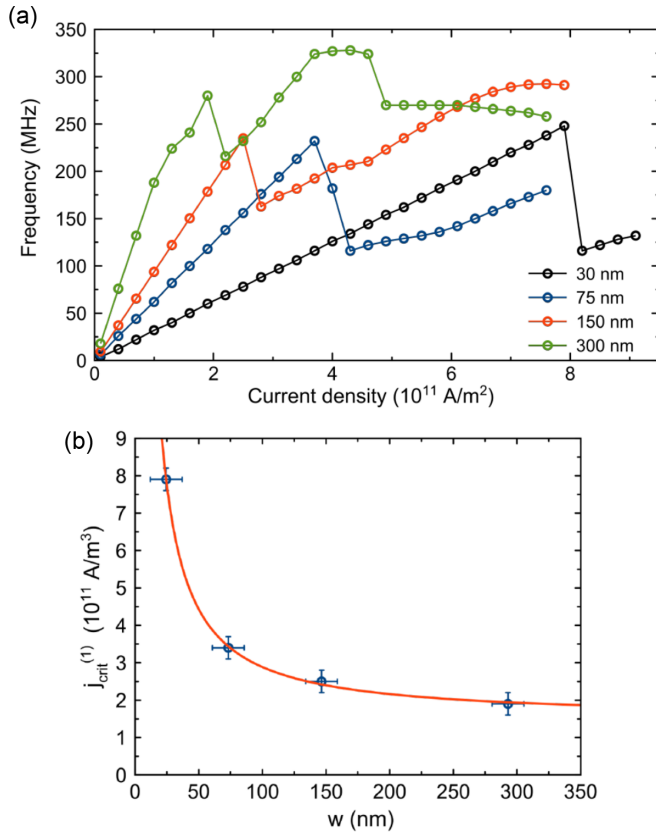 (a)
350
300
250
200
150
100
50
0
Frequency (MHz)
30 nm
75 nm
150 nm
300 nm
0 2 4 6 8
Current density (10¹¹ A/m²)
(b)
9
8
7
6
5
4
3
2
1
0
j_crit^(1) (10¹¹ A/m³)
0 50 100 150 200 250 300 350
w (nm)